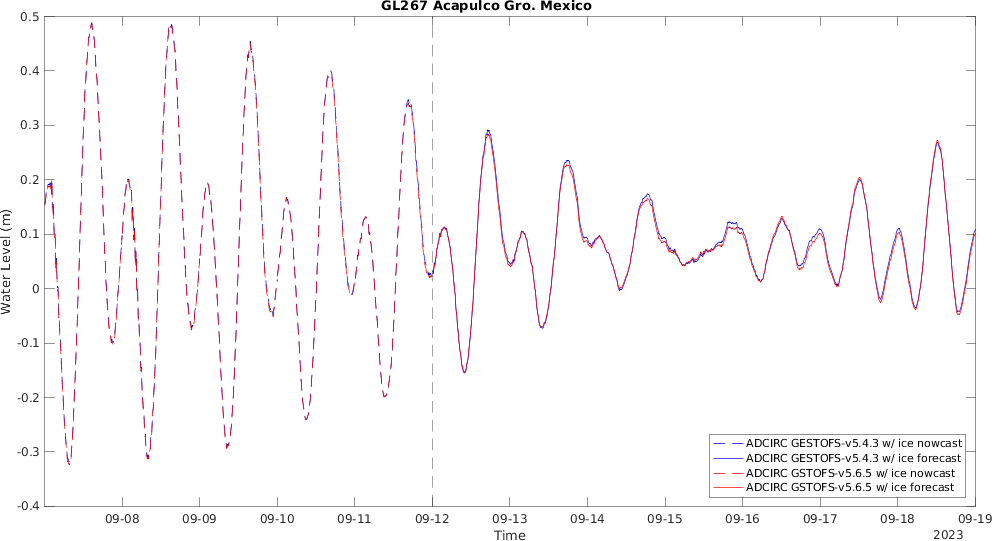 GL267 Acapulco Gro. Mexico
0.5
0.4
0.3
0.2
0.1
0
-0.1
-0.2
-0.3
-0.4
Water Level (m)
09-08 09-09 09-10 09-11 09-12 09-13 09-14 09-15 09-16 09-17 09-18 09-19
Time
2023
ADCIRC GESTOFS-v5.4.3 w/ ice nowcast
ADCIRC GESTOFS-v5.4.3 w/ ice forecast
ADCIRC GSTOFS-v5.6.5 w/ ice nowcast
ADCIRC GSTOFS-v5.6.5 w/ ice forecast